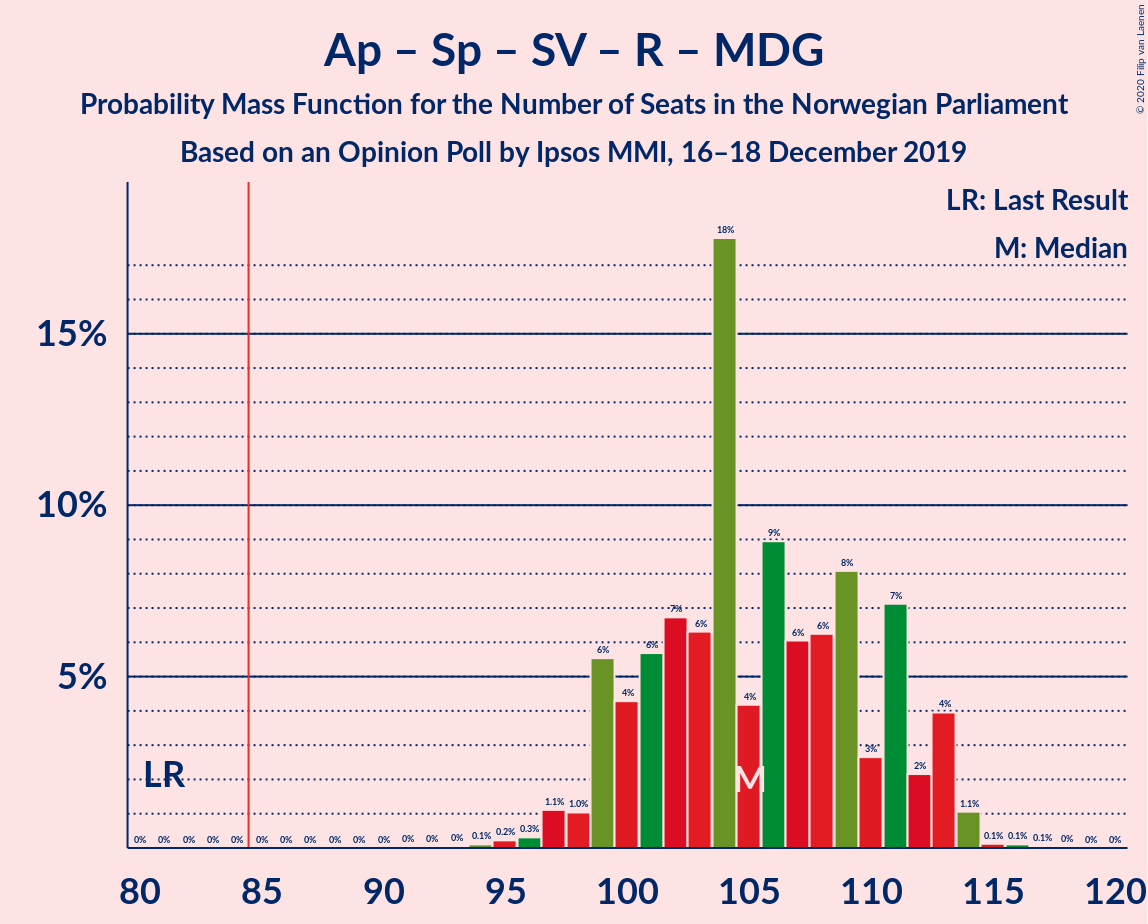 Ap – Sp – SV – R – MDG
Probability Mass Function for the Number of Seats in the Norwegian Parliament
Based on an Opinion Poll by Ipsos MMI, 16–18 December 2019
© 2020 Filip van Laenen
LR: Last Result
M: Median
15%
10%
5%
18%
9%
8%
7%
7%
6%
6%
6%
6%
6%
4%
4%
4%
3%
2%
1.1%
1.0%
1.1%
LR
M
0% 0% 0% 0% 0% 0% 0% 0% 0% 0% 0% 0% 0% 0% 0.1% 0.2% 0.3% 0.1% 0.1% 0.1% 0% 0% 0%
80 85 90 95 100 105 110 115 120